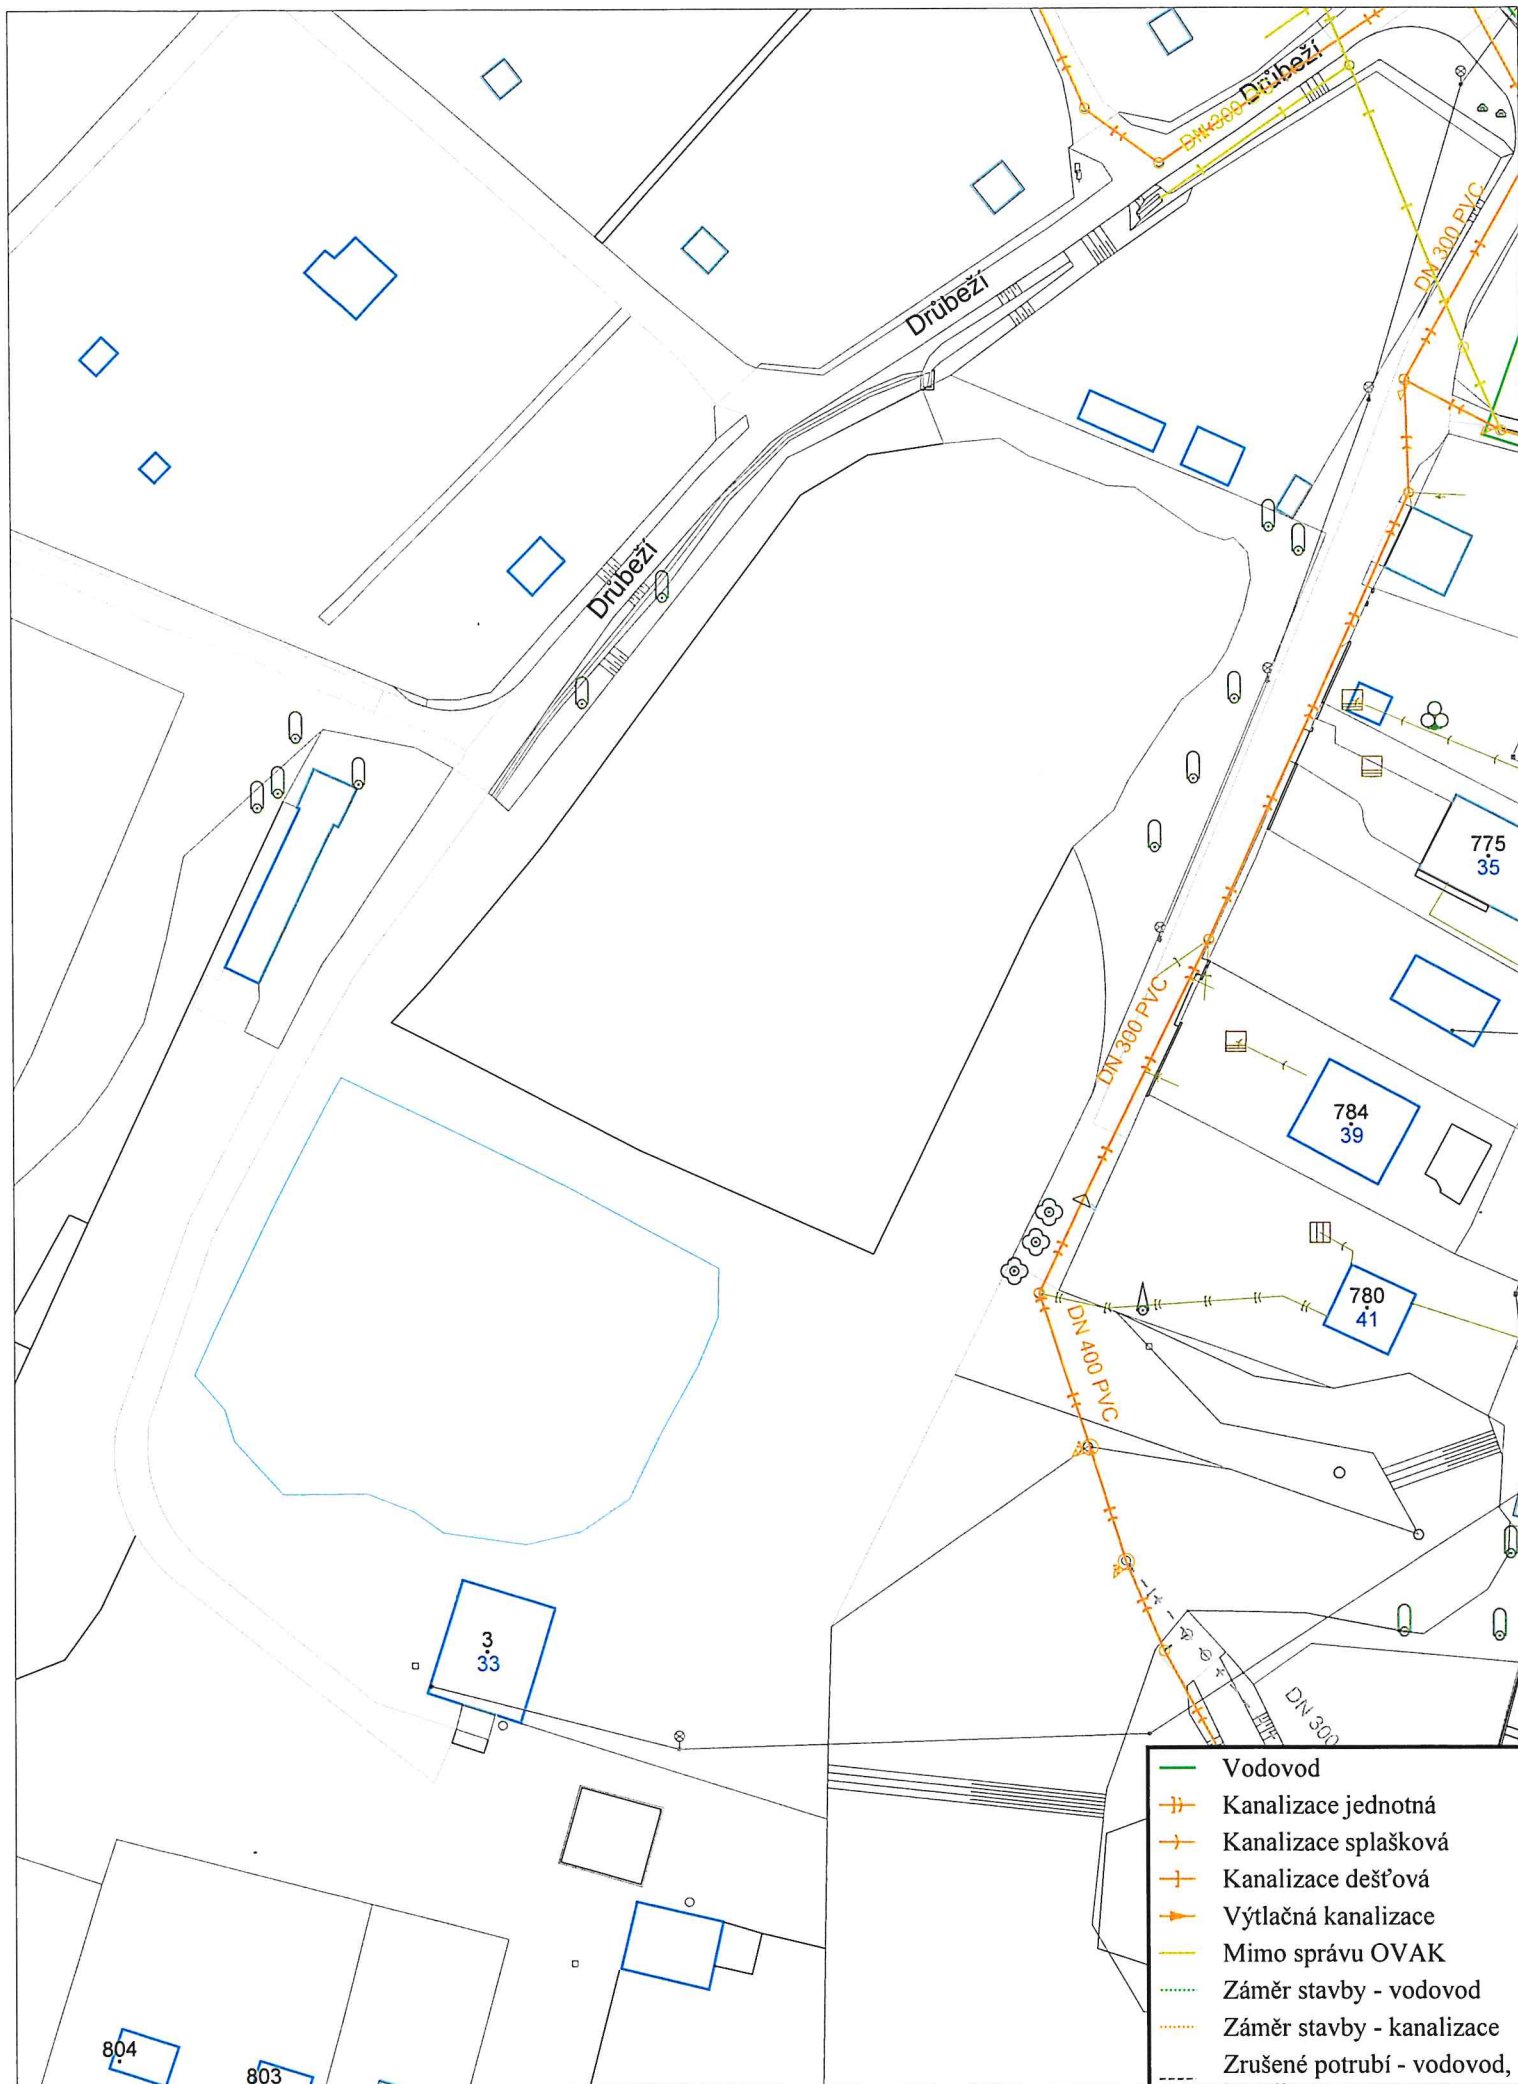 Drůbeží
DN 300
DN 300 PVC
Drůbeží
Drůbeží
775
35
DN 300 PVC
784
39
780
41
DN 400 PVC
3
33
DN 300
Vodovod
Kanalizace jednotná
Kanalizace splašková
Kanalizace dešťová
Výtlačná kanalizace
Mimo správu OVAK
Záměr stavby - vodovod
Záměr stavby - kanalizace
Zrušené potrubí - vodovod,
804
803